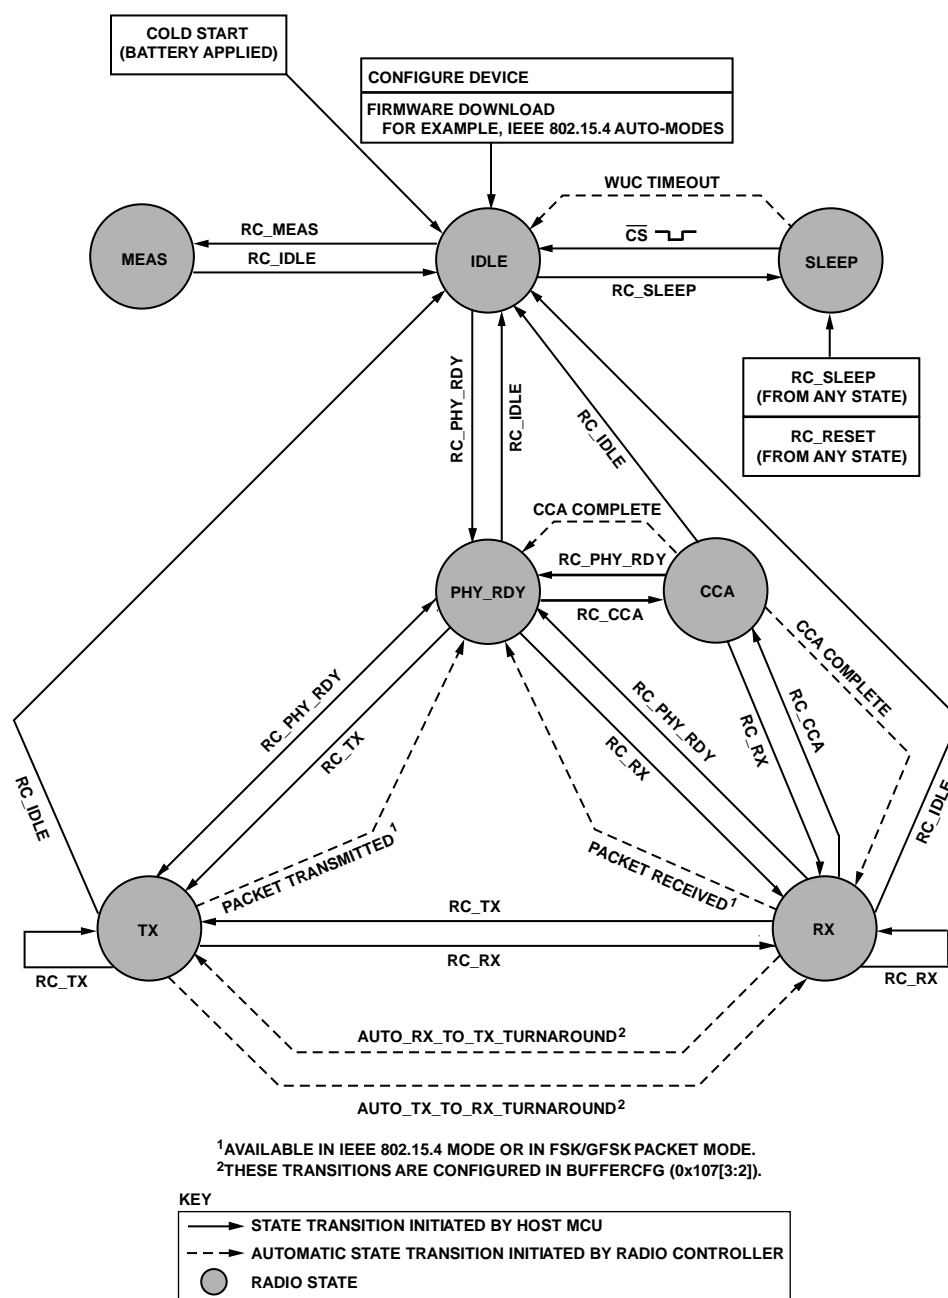 COLD START
(BATTERY APPLIED)
CONFIGURE DEVICE
FIRMWARE DOWNLOAD
FOR EXAMPLE, IEEE 802.15.4 AUTO-MODES
WUC TIMEOUT
CS
RC_MEAS
MEAS
RC_IDLE
IDLE
SLEEP
RC_SLEEP
RC_SLEEP
(FROM ANY STATE)
RC_RESET
(FROM ANY STATE)
RC_PHY_RDY
RC_IDLE
RC_IDLE
CCA COMPLETE
RC_PHY_RDY
PHY_RDY
CCA
RC_CCA
CCA COMPLETE
RC_PHY_RDY
RC_TX
RC_PHY_RDY
RC_RX
RC_RX
RC_CCA
RC_IDLE
RC_IDLE
PACKET TRANSMITTED1
PACKET RECEIVED1
RC_TX
TX
RX
RC_RX
RC_TX
RC_RX
AUTO_RX_TO_TX_TURNAROUND2
AUTO_TX_TO_RX_TURNAROUND2
1AVAILABLE IN IEEE 802.15.4 MODE OR IN FSK/GFSK PACKET MODE.
2THESE TRANSITIONS ARE CONFIGURED IN BUFFERCFG (0x107[3:2]).
KEY
STATE TRANSITION INITIATED BY HOST MCU
AUTOMATIC STATE TRANSITION INITIATED BY RADIO CONTROLLER
RADIO STATE